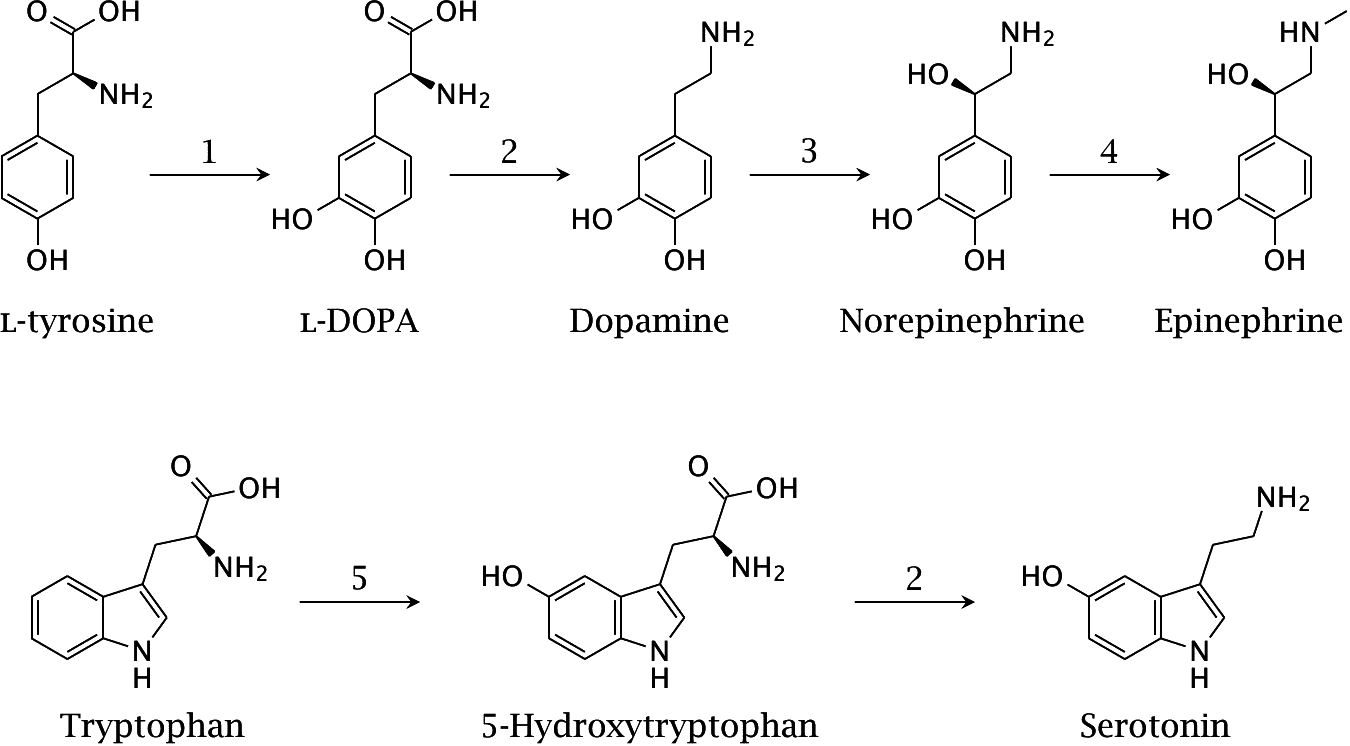 O OH O OH NH₂ HN
NH₂ NH₂ HO HO
1 2 3 4
HO HO HO HO
OH OH OH OH OH
ʟ-tyrosine ʟ-DOPA Dopamine Norepinephrine Epinephrine
O OH O OH NH₂
NH₂ HO NH₂ HO
5 2
N H N H N H
Tryptophan 5-Hydroxytryptophan Serotonin